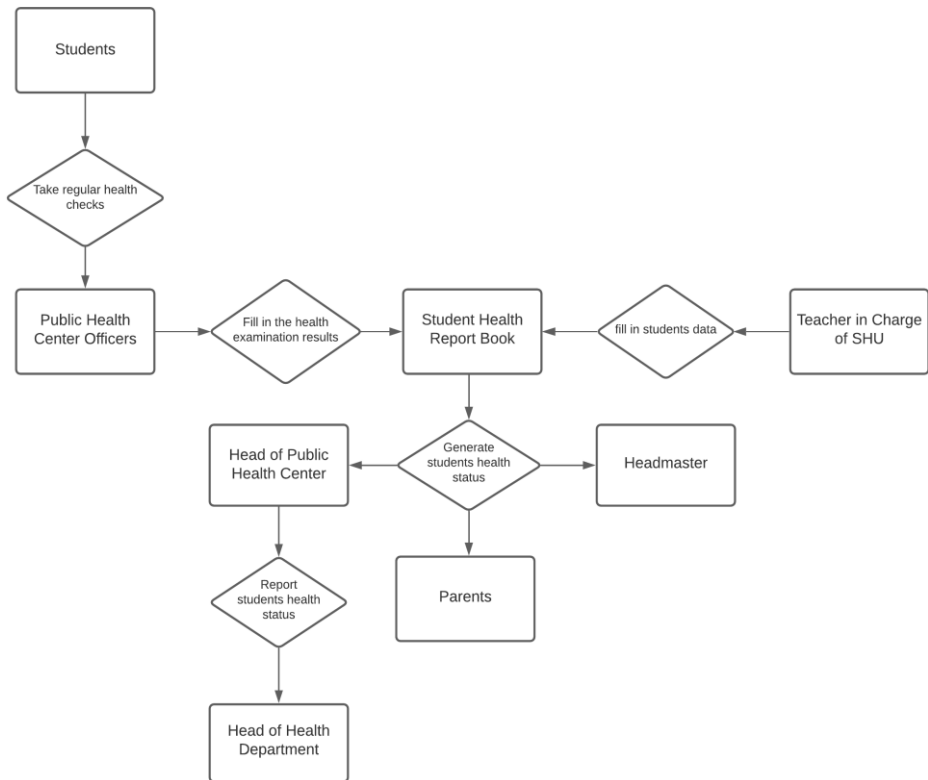 Students
Take regular health
checks
Public Health
Center Officers
Fill in the health
examination results
Student Health
Report Book
fill in students data
Teacher in Charge
of SHU
Head of Public
Health Center
Generate
students health
status
Headmaster
Report
students health
status
Parents
Head of Health
Department